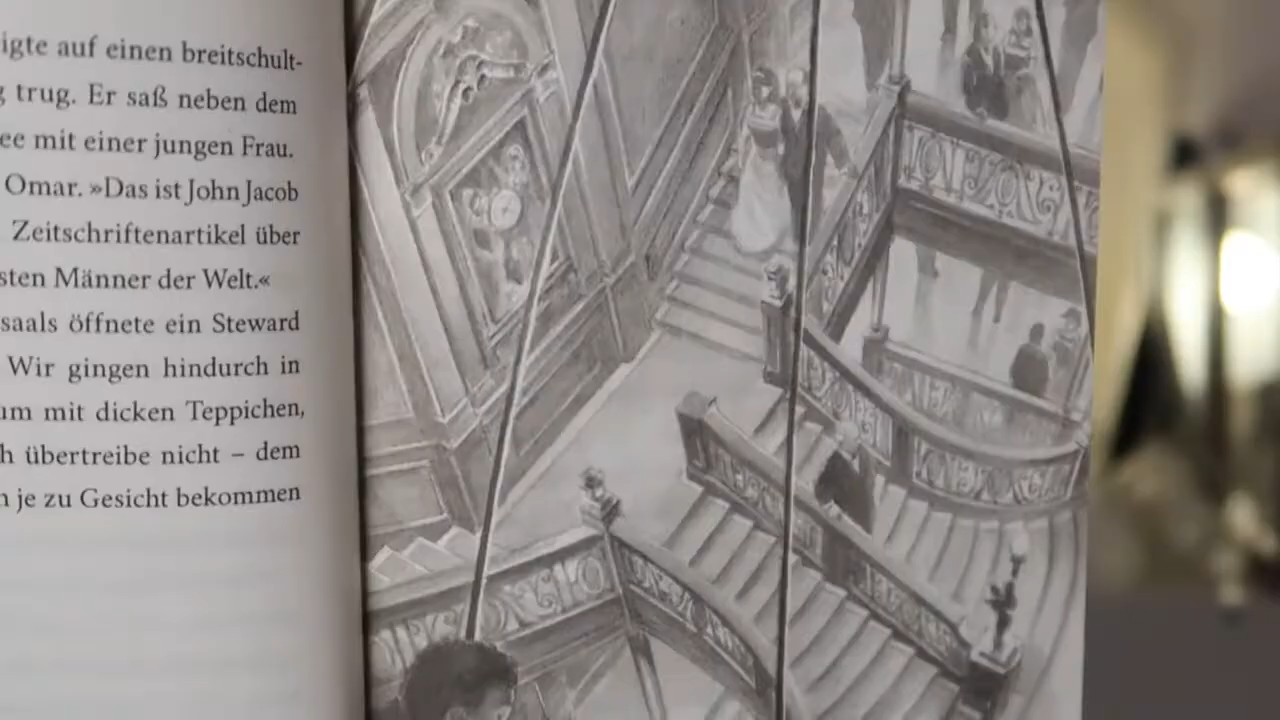 igte auf einen breitschult-
g trug. Er saß neben dem
ee mit einer jungen Frau.
Omar. »Das ist John Jacob
Zeitschriftenartikel über
sten Männer der Welt.«
saals öffnete ein Steward
Wir gingen hindurch in
um mit dicken Teppichen,
h übertreibe nicht – dem
n je zu Gesicht bekommen